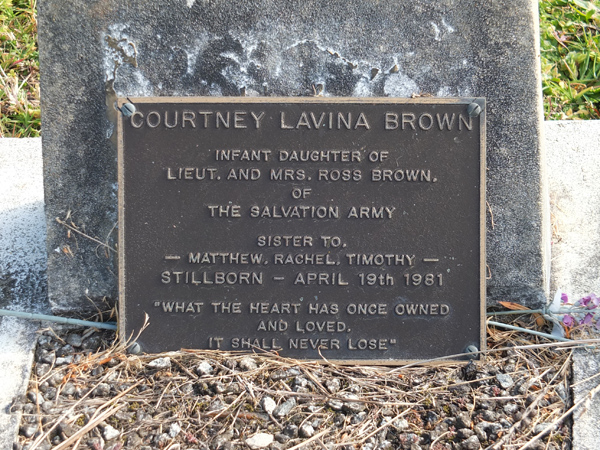 COURTNEY LAVINA BROWN
INFANT DAUGHTER OF
LIEUT. AND MRS. ROSS BROWN.
OF
THE SALVATION ARMY
SISTER TO.
— MATTHEW. RACHEL. TIMOTHY —
STILLBORN — APRIL 19th 1981
"WHAT THE HEART HAS ONCE OWNED
AND LOVED.
IT SHALL NEVER LOSE"